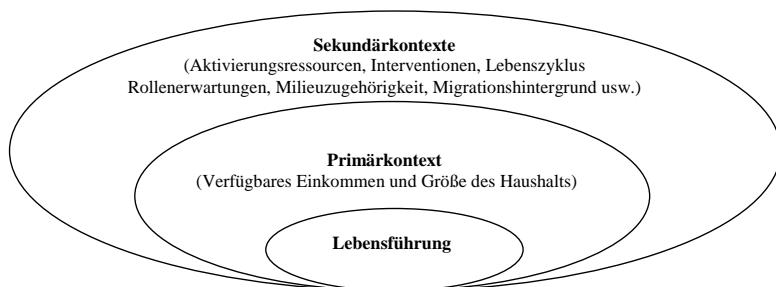 Sekundärkontexte
(Aktivierungsressourcen, Interventionen, Lebenszyklus
Rollenerwartungen, Milieuzugehörigkeit, Migrationshintergrund usw.)
Primärkontext
(Verfügbares Einkommen und Größe des Haushalts)
Lebensführung